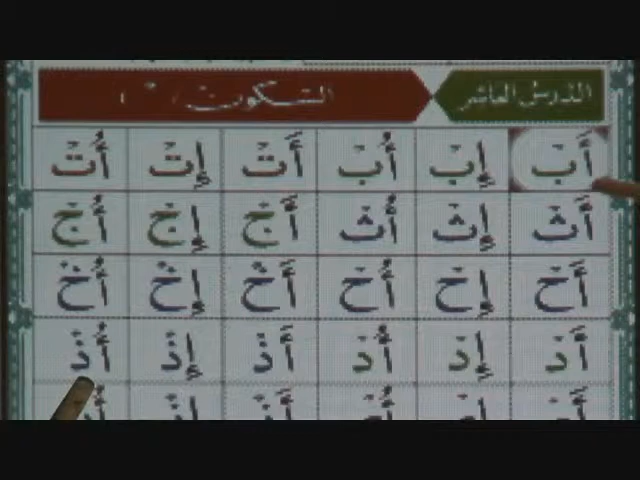 الدرس العاشر السكون
أَبْ إِبْ أُبْ أَتْ إِتْ أُتْ
أَثْ إِثْ أُثْ أَجْ إِجْ أُجْ
أَحْ إِحْ أُحْ أَخْ إِخْ أُخْ
أَدْ إِدْ أُدْ أَذْ إِذْ أُذْ